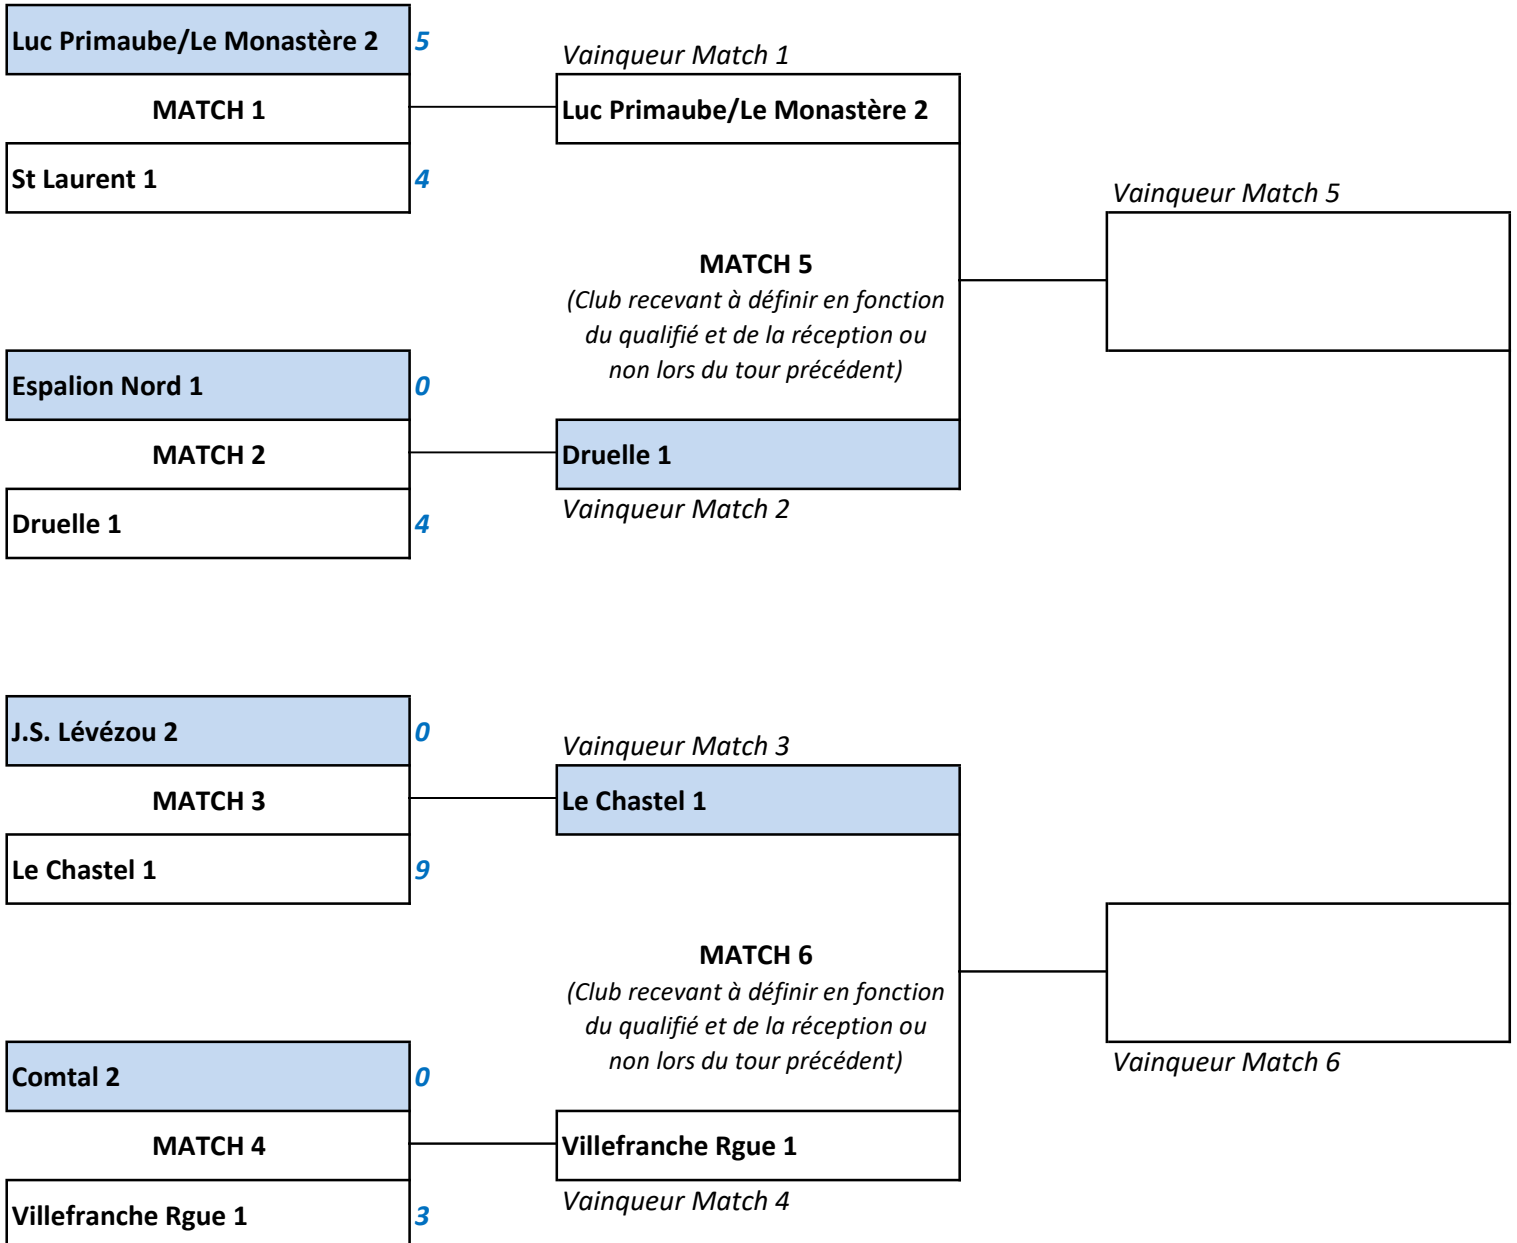 Luc Primaube/Le Monastère 2
5
MATCH 1
St Laurent 1
4
Vainqueur Match 1
Luc Primaube/Le Monastère 2
MATCH 5
(Club recevant à définir en fonction
du qualifié et de la réception ou
non lors du tour précédent)
Espalion Nord 1
0
MATCH 2
Druelle 1
4
Druelle 1
Vainqueur Match 2
Vainqueur Match 5
J.S. Lévézou 2
0
MATCH 3
Le Chastel 1
9
Vainqueur Match 3
Le Chastel 1
MATCH 6
(Club recevant à définir en fonction
du qualifié et de la réception ou
non lors du tour précédent)
Comtal 2
0
MATCH 4
Villefranche Rgue 1
3
Villefranche Rgue 1
Vainqueur Match 4
Vainqueur Match 6